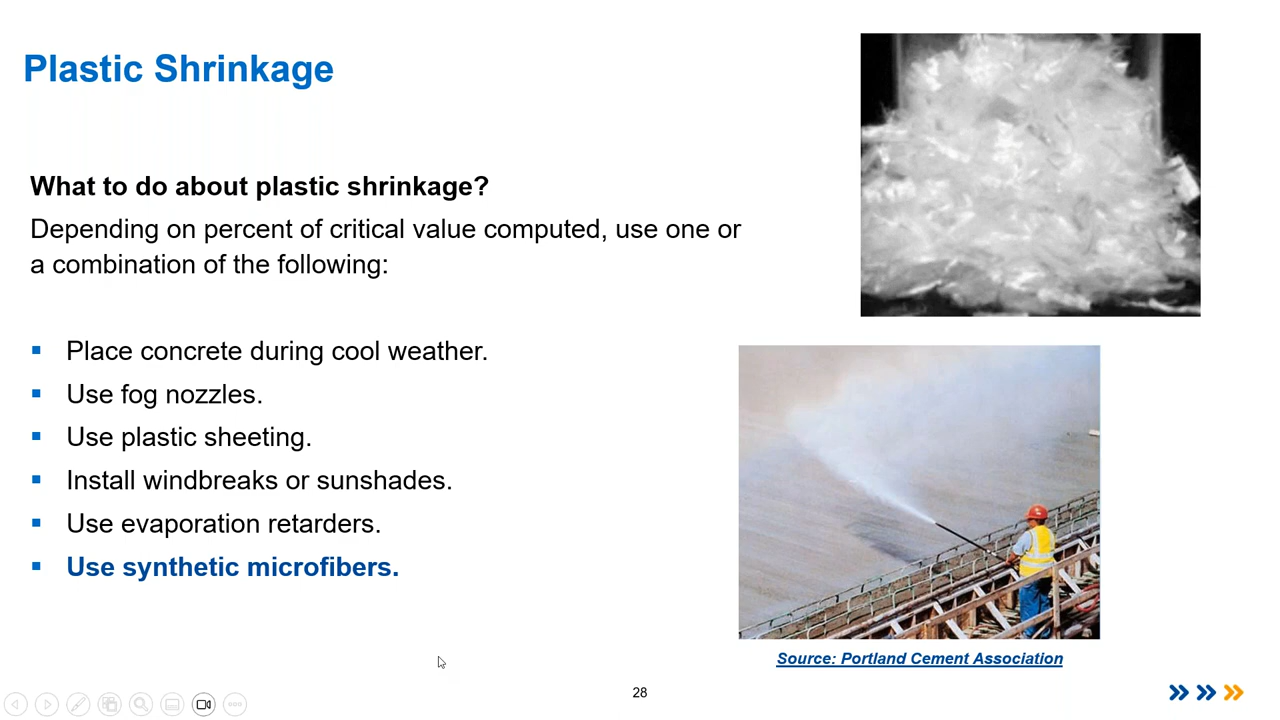 Plastic Shrinkage
What to do about plastic shrinkage?
Depending on percent of critical value computed, use one or
a combination of the following:
▪ Place concrete during cool weather.
▪ Use fog nozzles.
▪ Use plastic sheeting.
▪ Install windbreaks or sunshades.
▪ Use evaporation retarders.
▪ Use synthetic microfibers.
Source: Portland Cement Association
28